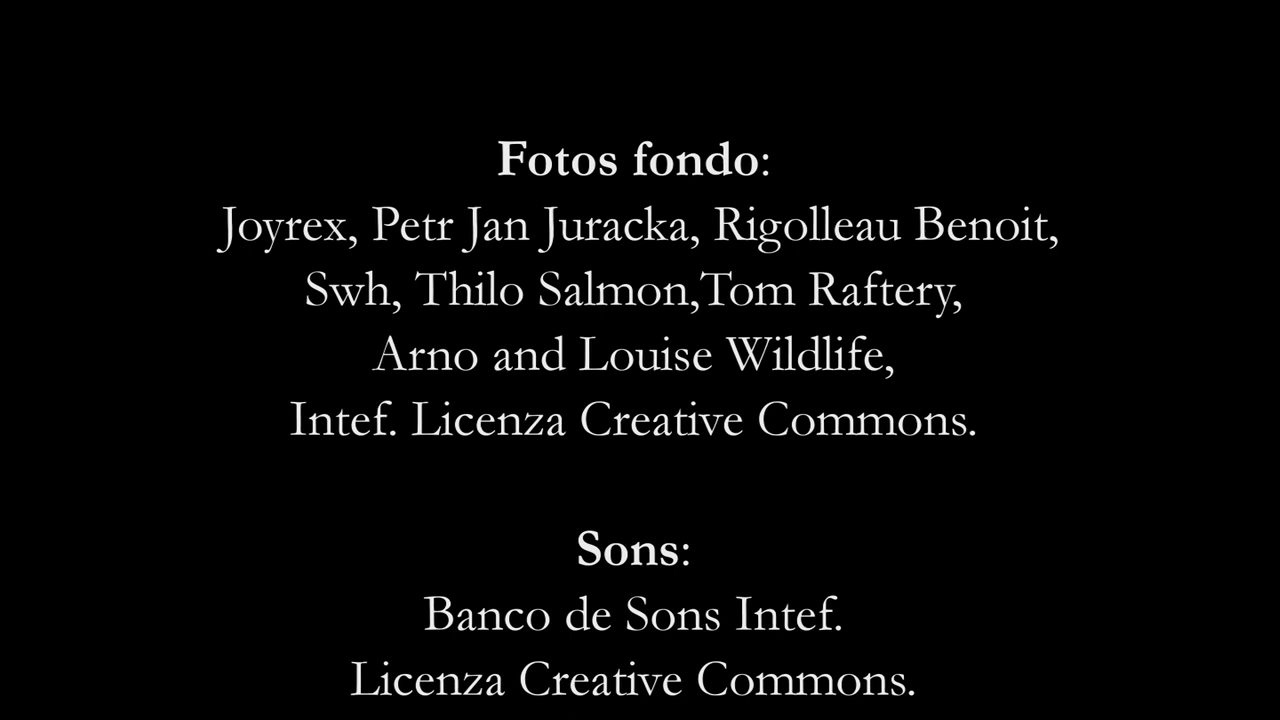 Fotos fondo:
Joyrex, Petr Jan Juracka, Rigolleau Benoit,
Swh, Thilo Salmon,Tom Raftery,
Arno and Louise Wildlife,
Intef. Licenza Creative Commons.
Sons:
Banco de Sons Intef.
Licenza Creative Commons.